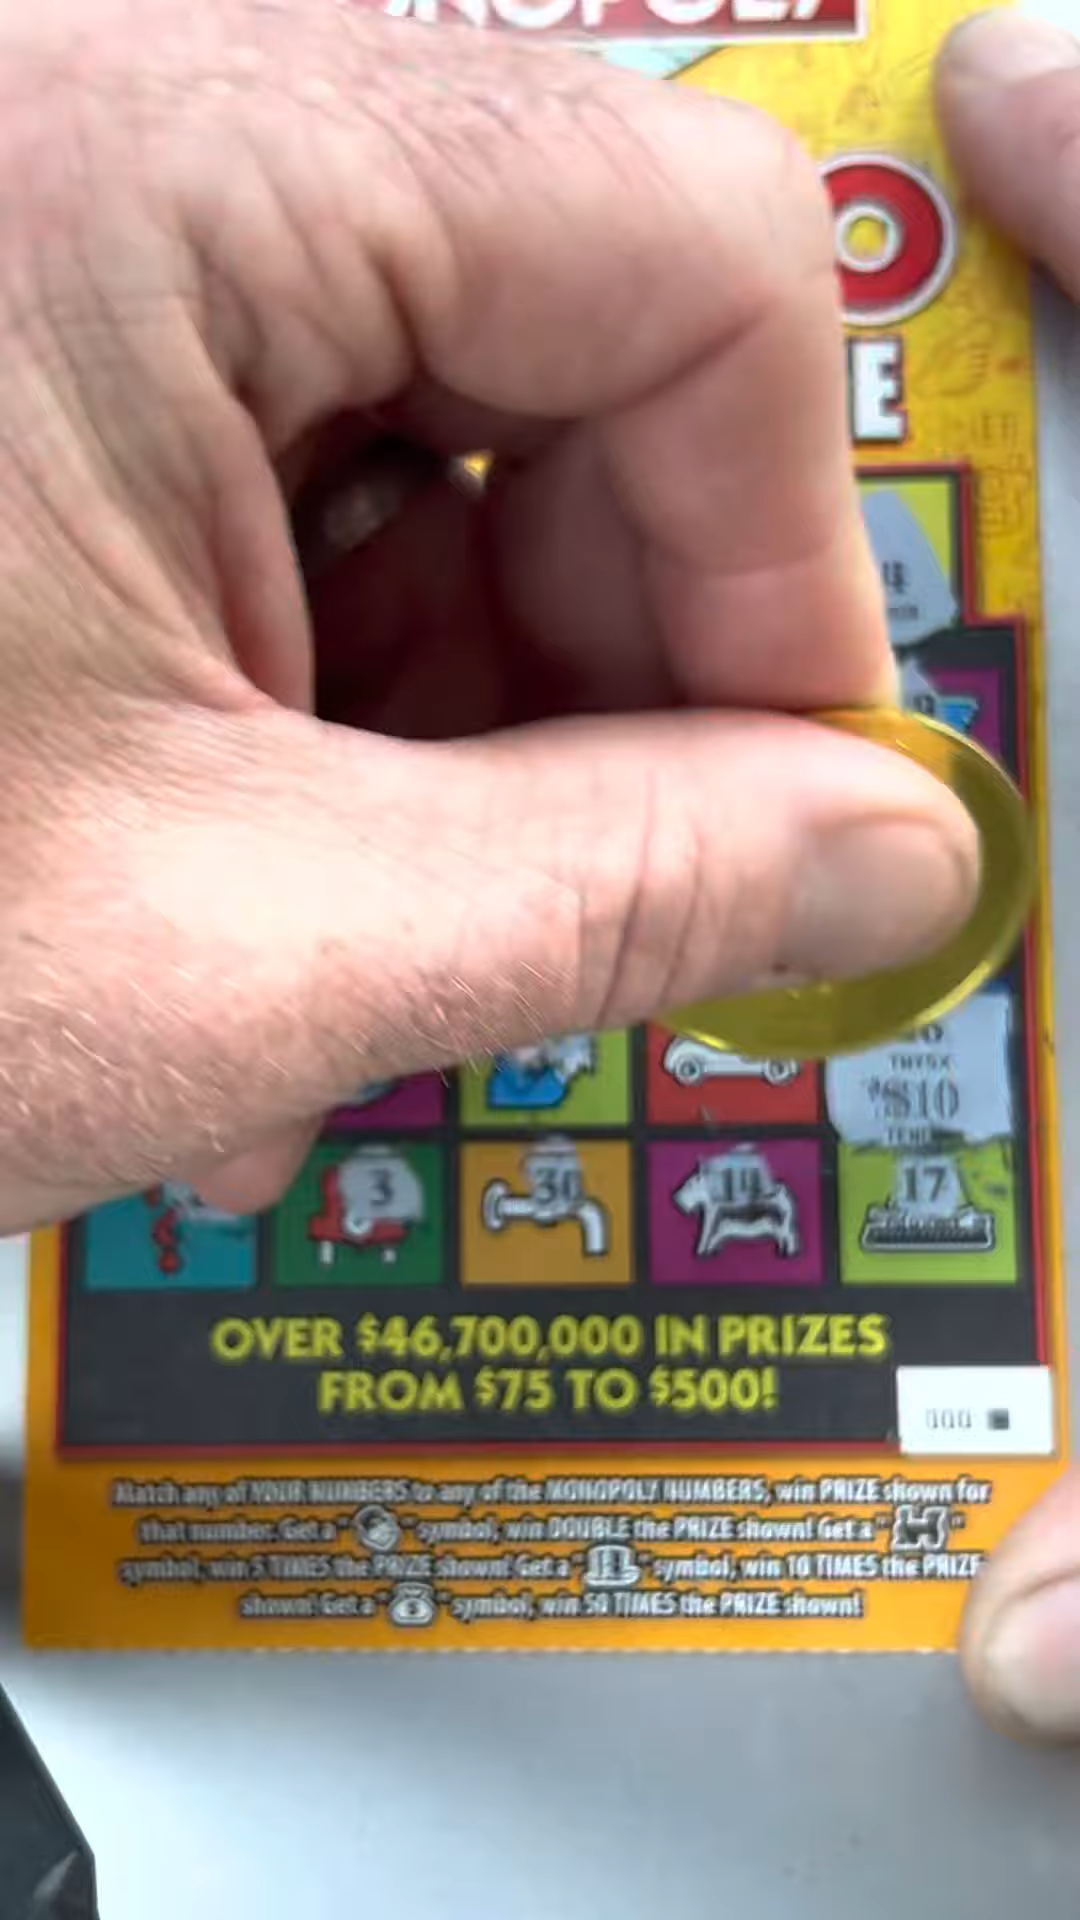 O
E
$810
3
30
17
OVER $46,700,000 IN PRIZES
FROM $75 TO $500!
000
Match any of YOUR NUMBERS to any of the MONOPOLY NUMBERS, win PRIZE shown for
that number. Get a " " symbol, win DOUBLE the PRIZE shown! Get a " "
symbol, win 5 TIMES the PRIZE shown! Get a " " symbol, win 10 TIMES the PRIZE
shown! Get a " " symbol, win 50 TIMES the PRIZE shown!